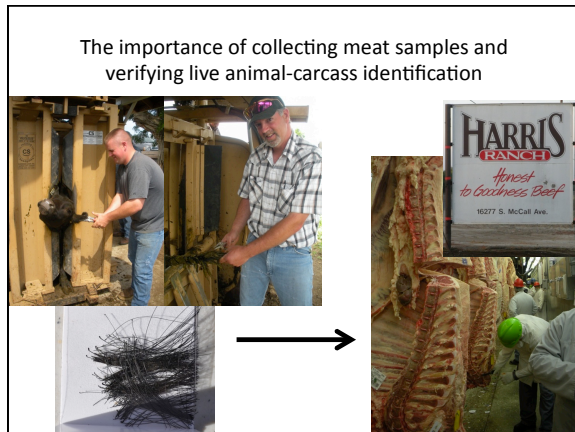 The importance of collecting meat samples and
verifying live animal-carcass identification
HARRIS
RANCH
Honest
to Goodness Beef
16277 S. McCall Ave.